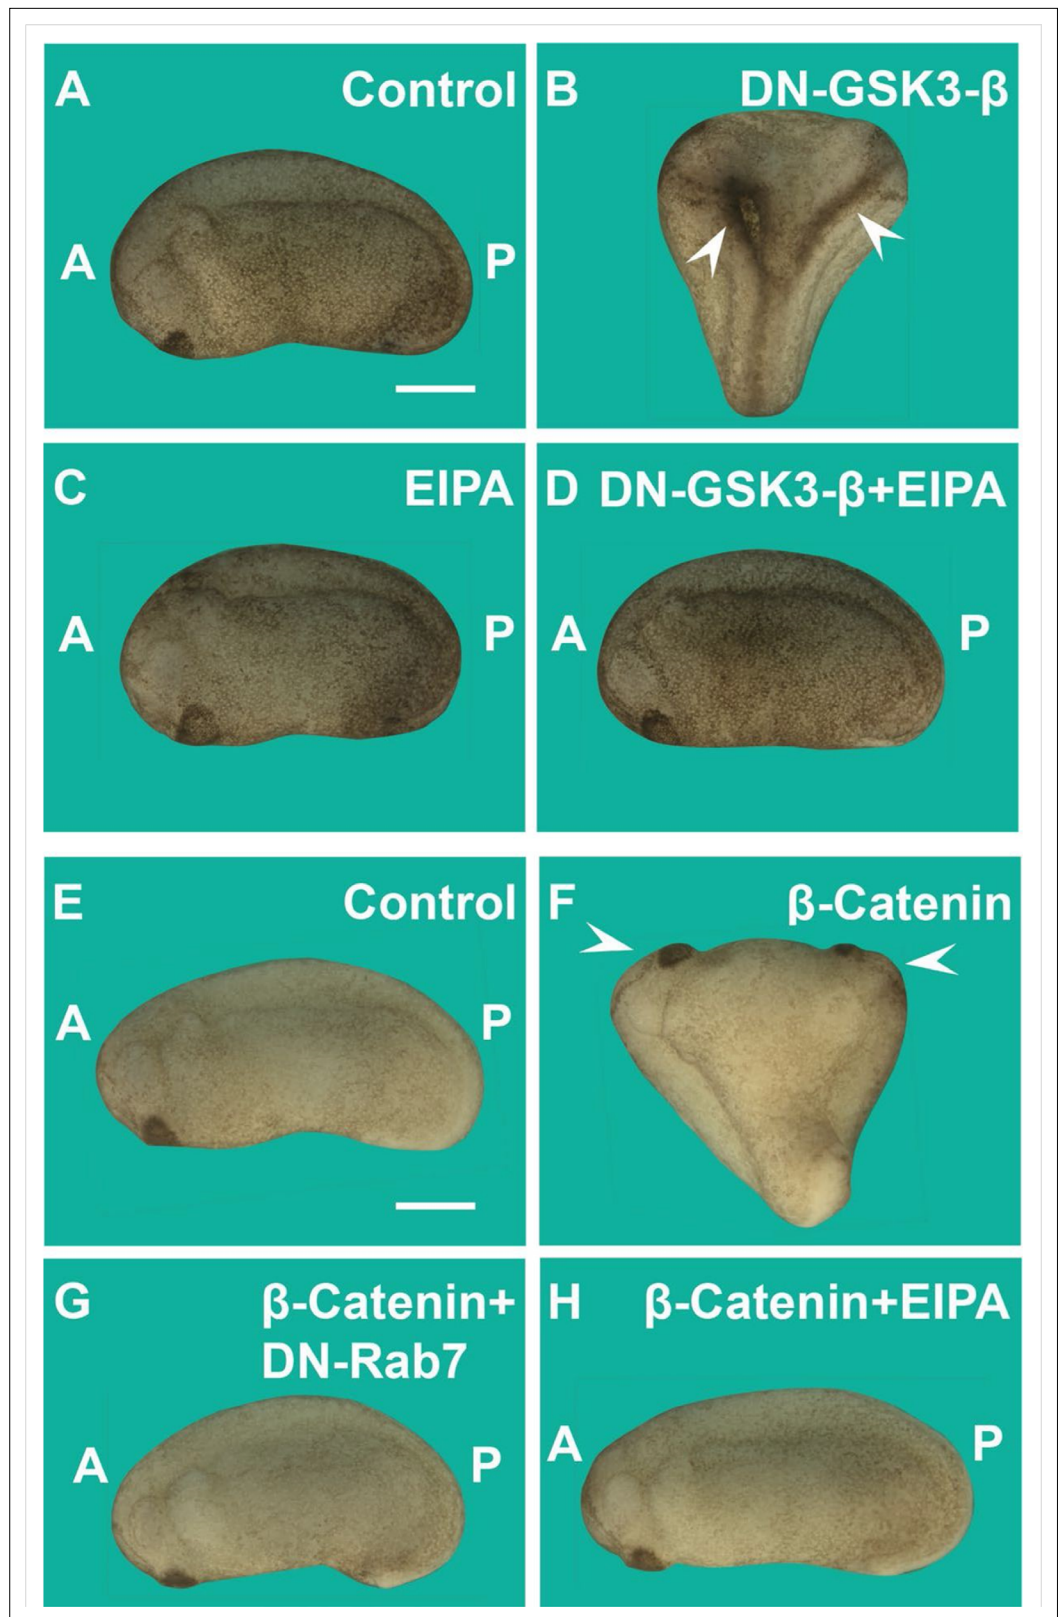 A Control
A P
B DN-GSK3-β
C EIPA
A P
D DN-GSK3-β+EIPA
A P
E Control
A P
F β-Catenin
G β-Catenin+
DN-Rab7
A P
H β-Catenin+EIPA
A P